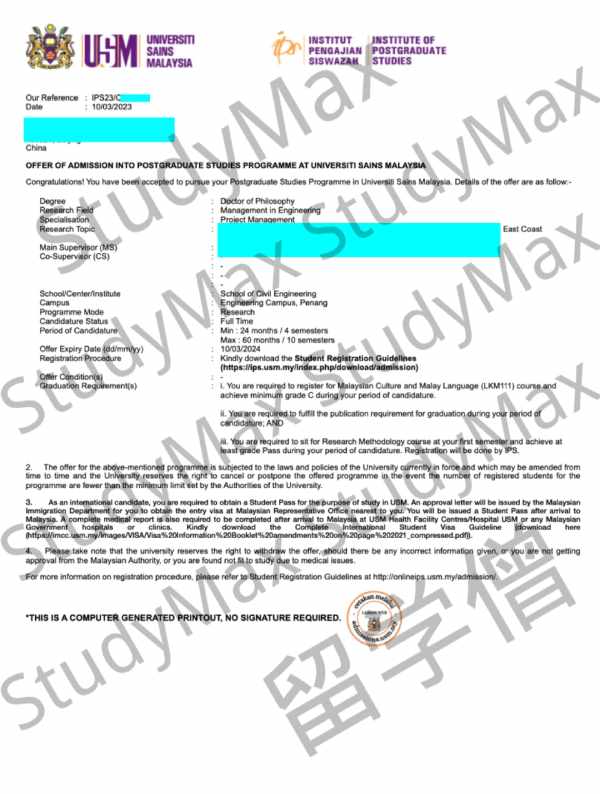 USM UNIVERSITI
SAINS
MALAYSIA
ips INSTITUT
PENGAJIAN
SISWAZAH
INSTITUTE OF
POSTGRADUATE
STUDIES
Our Reference : IPS23/C
Date : 10/03/2023
China
OFFER OF ADMISSION INTO POSTGRADUATE STUDIES PROGRAMME AT UNIVERSITI SAINS MALAYSIA
Congratulations! You have been accepted to pursue your Postgraduate Studies Programme in Universiti Sains Malaysia. Details of the offer are as follow:-
Degree : Doctor of Philosophy
Research Field : Management in Engineering
Specialisation : Project Management
Research Topic : East Coast
Main Supervisor (MS) :
Co-Supervisor (CS) :
: -
: -
: -
School/Center/Institute : School of Civil Engineering
Campus : Engineering Campus, Penang
Programme Mode : Research
Candidature Status : Full Time
Period of Candidature : Min : 24 months / 4 semesters
Max : 60 months / 10 semesters
Offer Expiry Date (dd/mm/yy) : 10/03/2024
Registration Procedure : Kindly download the Student Registration Guidelines
(https://ips.usm.my/index.php/download/admission)
Offer Condition(s) : -
Graduation Requirement(s) : i. You are required to register for Malaysian Culture and Malay Language (LKM111) course and
achieve minimum grade C during your period of candidature.
ii. You are required to fulfill the publication requirement for graduation during your period of
candidature; AND
iii. You are required to sit for Research Methodology course at your first semester and achieve at
least grade Pass during your period of candidature. Registration will be done by IPS.
2. The offer for the above-mentioned programme is subjected to the laws and policies of the University currently in force and which may be amended from
time to time and the University reserves the right to cancel or postpone the offered programme in the event the number of registered students for the
programme are fewer than the minimum limit set by the Authorities of the University.
3. As an international candidate, you are required to obtain a Student Pass for the purpose of study in USM. An approval letter will be issued by the Malaysian
Immigration Department for you to obtain the entry visa at Malaysian Representative Office nearest to you. You will be issued a Student Pass after arrival to
Malaysia. A complete medical report is also required to be completed after arrival to Malaysia at USM Health Facility Centres/Hospital USM or any Malaysian
Government hospitals or clinics. Kindly download the Complete International Student Visa Guideline (download here
(https://imcc.usm.my/images/VISA/Visa%20Information%20Booklet%20amendments%20on%20page%202021_compressed.pdf)).
4. Please take note that the university reserves the right to withdraw the offer, should there be any incorrect information given, or you are not getting
approval from the Malaysian Authority, or you are found not fit to study due to medical issues.
For more information on registration procedure, please refer to Student Registration Guidelines at http://onlineips.usm.my/admission/.
*THIS IS A COMPUTER GENERATED PRINTOUT, NO SIGNATURE REQUIRED.
cetakan melalui
admissions.usm.my
StudyMax
StudyMax
StudyMax
StudyMax
StudyMax
StudyMax
StudyMax
留学僧